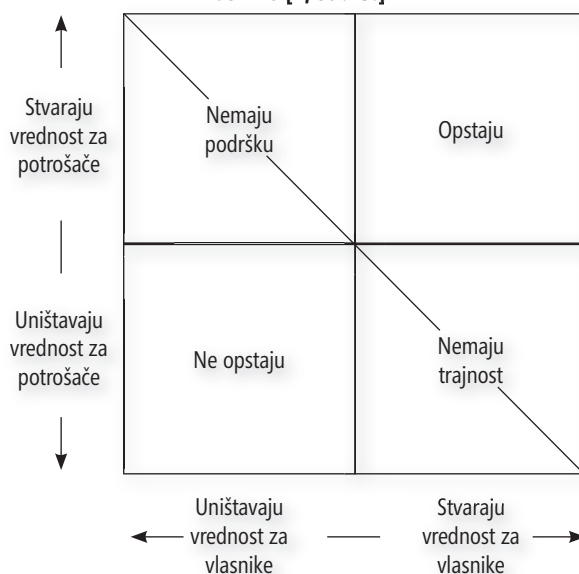 Stvaraju
vrednost za
potrošače
Nemaju
podršku
Opstaju
Uništavaju
vrednost za
potrošače
Ne opstaju
Nemaju
trajnost
Uništavaju
vrednost za
vlasnike
Stvaraju
vrednost za
vlasnike